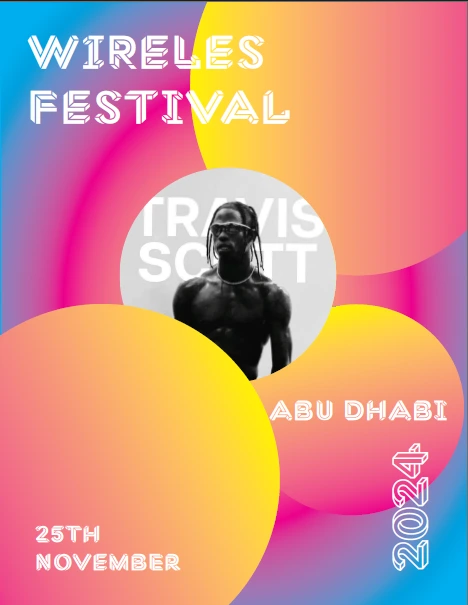 WIRELES
FESTIVAL
TRAVIS
SCOTT
ABU DHABI
2024
25TH
NOVEMBER